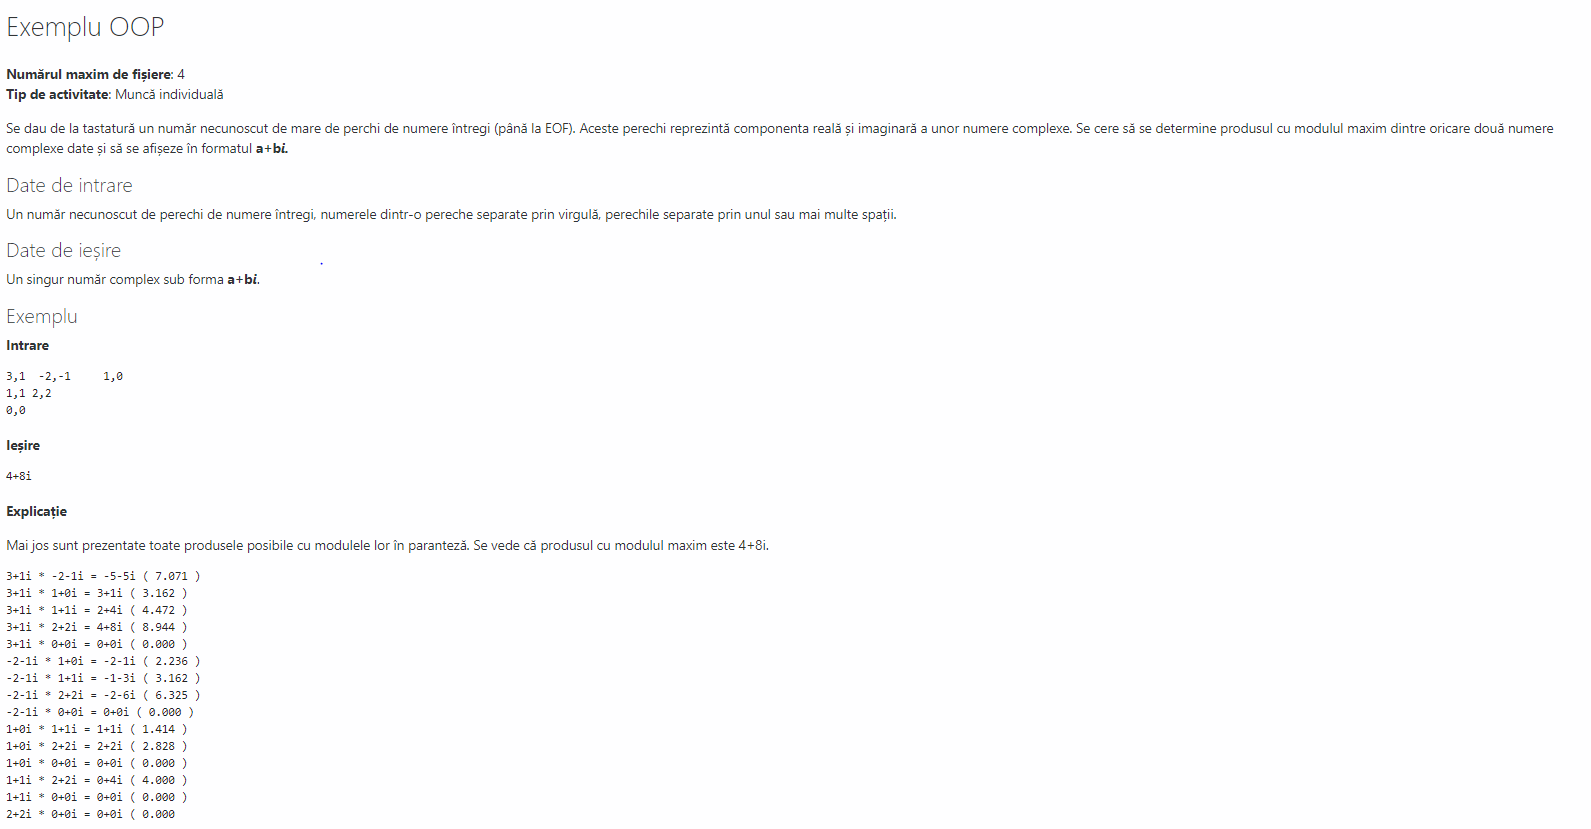 Exemplu OOP
Numărul maxim de fișiere: 4
Tip de activitate: Muncă individuală
Se dau de la tastatură un număr necunoscut de mare de perchi de numere întregi (până la EOF). Aceste perechi reprezintă componenta reală și imaginară a unor numere complexe. Se cere să se determine produsul cu modulul maxim dintre oricare două numere
complexe date și să se afișeze în formatul a+bi.
Date de intrare
Un număr necunoscut de perechi de numere întregi, numerele dintr-o pereche separate prin virgulă, perechile separate prin unul sau mai multe spații.
Date de ieșire
Un singur număr complex sub forma a+bi.
Exemplu
Intrare
3,1  -2,-1     1,0
1,1 2,2
0,0
Ieșire
4+8i
Explicație
Mai jos sunt prezentate toate produsele posibile cu modulele lor în paranteză. Se vede că produsul cu modulul maxim este 4+8i.
3+1i * -2-1i = -5-5i ( 7.071 )
3+1i * 1+0i = 3+1i ( 3.162 )
3+1i * 1+1i = 2+4i ( 4.472 )
3+1i * 2+2i = 4+8i ( 8.944 )
3+1i * 0+0i = 0+0i ( 0.000 )
-2-1i * 1+0i = -2-1i ( 2.236 )
-2-1i * 1+1i = -1-3i ( 3.162 )
-2-1i * 2+2i = -2-6i ( 6.325 )
-2-1i * 0+0i = 0+0i ( 0.000 )
1+0i * 1+1i = 1+1i ( 1.414 )
1+0i * 2+2i = 2+2i ( 2.828 )
1+0i * 0+0i = 0+0i ( 0.000 )
1+1i * 2+2i = 0+4i ( 4.000 )
1+1i * 0+0i = 0+0i ( 0.000 )
2+2i * 0+0i = 0+0i ( 0.000